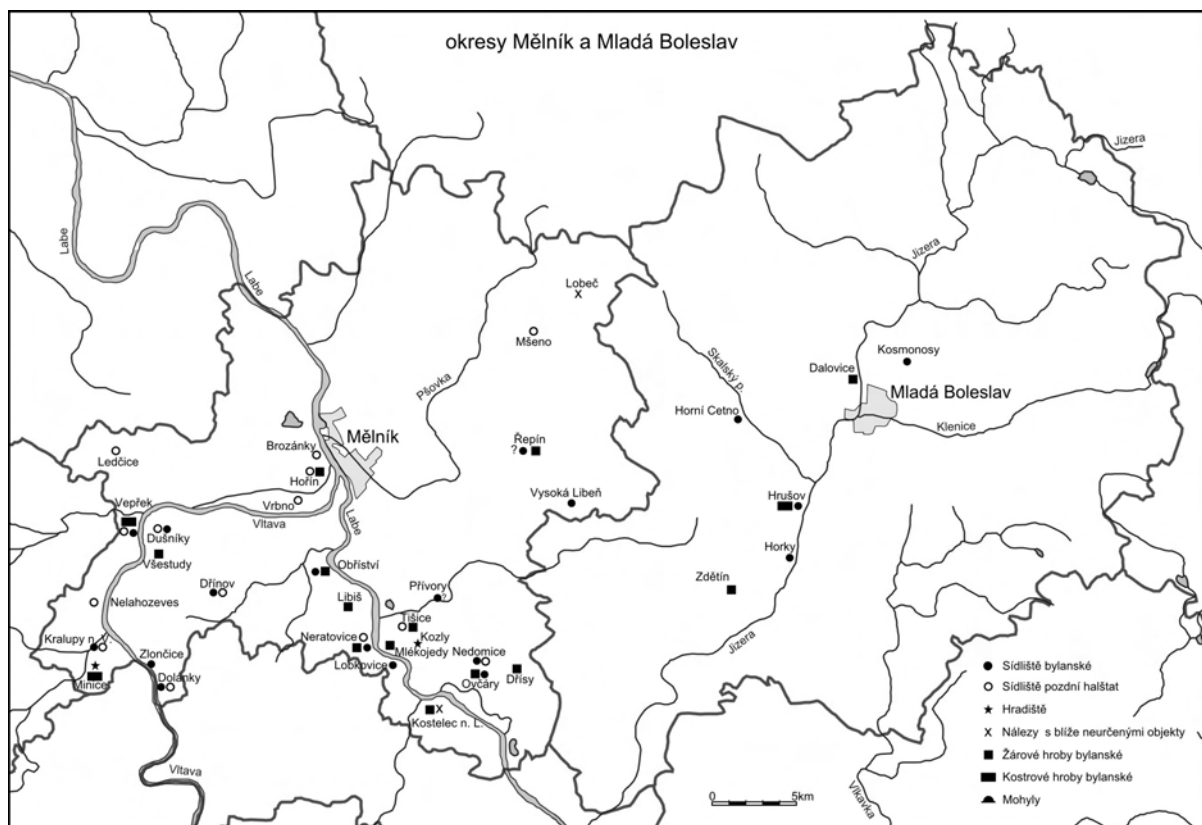 okresy Mělník a Mladá Boleslav
Jizera
Labe
Jizera
Labe
Lobeč
Mšeno
Skalský p.
Kosmonosy
Dalovice
Pšovka
Mladá Boleslav
Horní Cetno
Klenice
Mělník
Brozánky
Řepín
?
Ledčice
Hořín
Vepřek
Vrbno
Vysoká Libeň
Hrušov
Vltava
Labe
Dušníky
Všestudy
Horky
Obříství
Dřínov
Přívory
?
Zdětín
Libiš
Nelahozeves
Tišice
Kozly
Neratovice
Mlékojedy
Jizera
Kralupy n. V.
Zlončice
Nedomice
Lobkovice
Dřísy
Minice
Dolánky
Ovčáry
Kostelec n. L.
Vltava
Vlkavka
0 5km
Sídliště bylanské
Sídliště pozdní halštat
Hradiště
Nálezy s blíže neurčenými objekty
Žárové hroby bylanské
Kostrové hroby bylanské
Mohyly